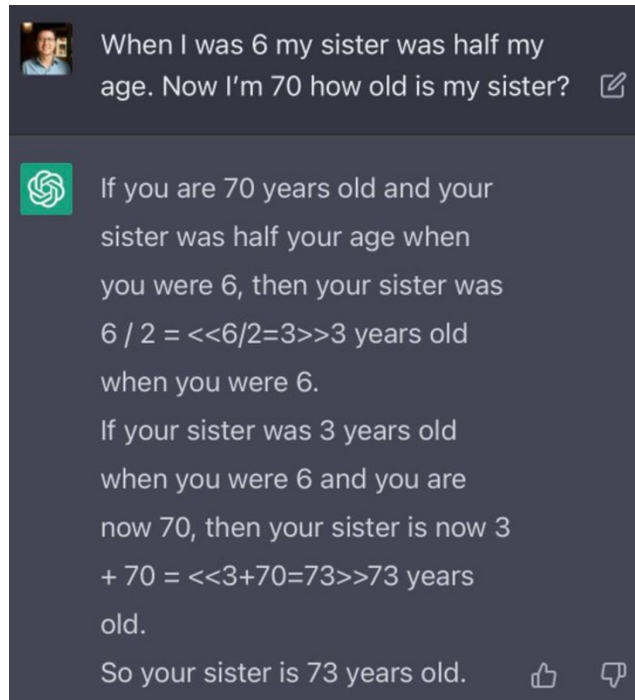 When I was 6 my sister was half my
age. Now I’m 70 how old is my sister?
If you are 70 years old and your
sister was half your age when
you were 6, then your sister was
6 / 2 = <<6/2=3>>3 years old
when you were 6.
If your sister was 3 years old
when you were 6 and you are
now 70, then your sister is now 3
+ 70 = <<3+70=73>>73 years
old.
So your sister is 73 years old.